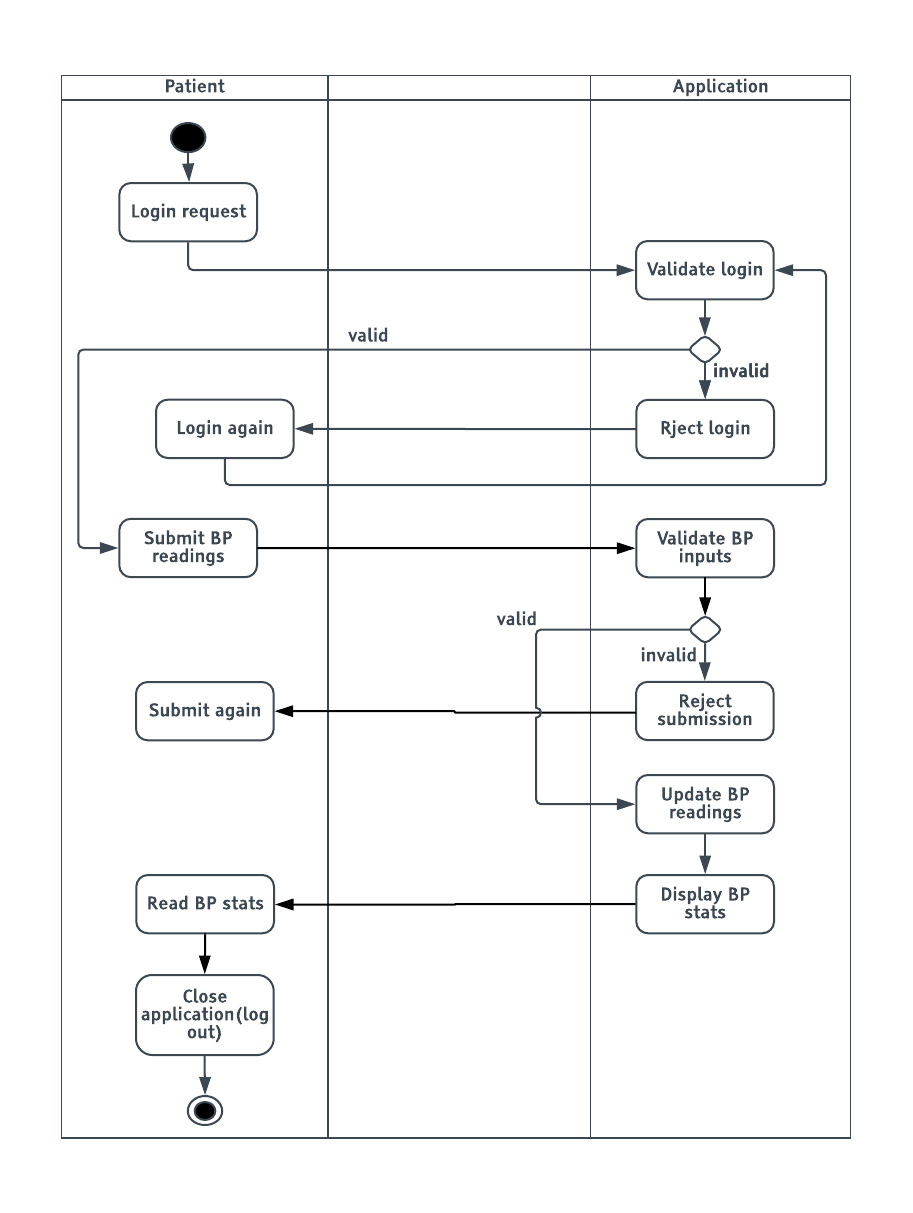 Patient
Application
Login request
Validate login
valid
invalid
Login again
Rject login
Submit BP
readings
Validate BP
inputs
valid
invalid
Submit again
Reject
submission
Update BP
readings
Read BP stats
Display BP
stats
Close
application(log
out)